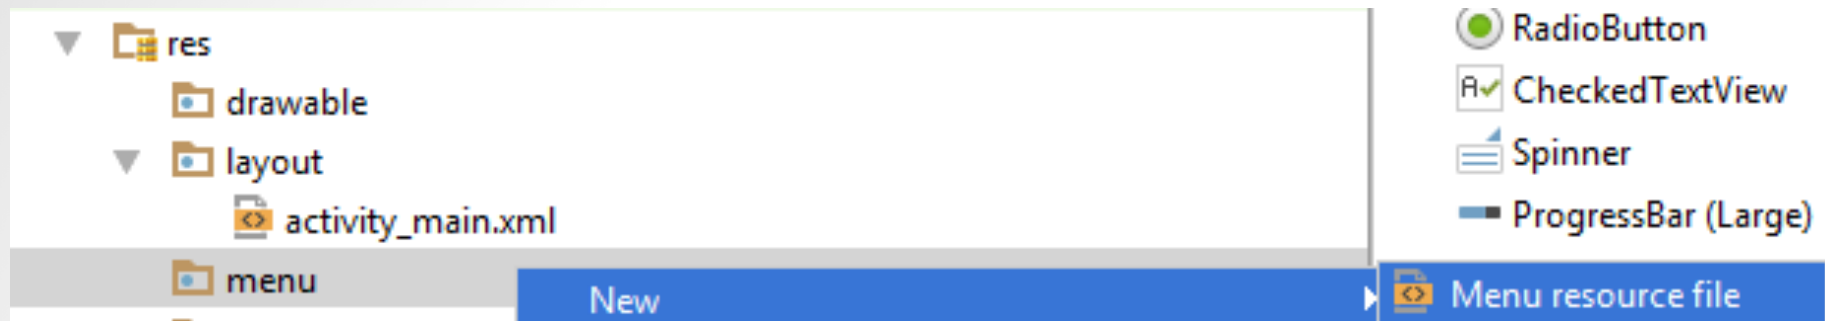 res
drawable
layout
activity_main.xml
menu
New
RadioButton
CheckedTextView
Spinner
ProgressBar (Large)
Menu resource file